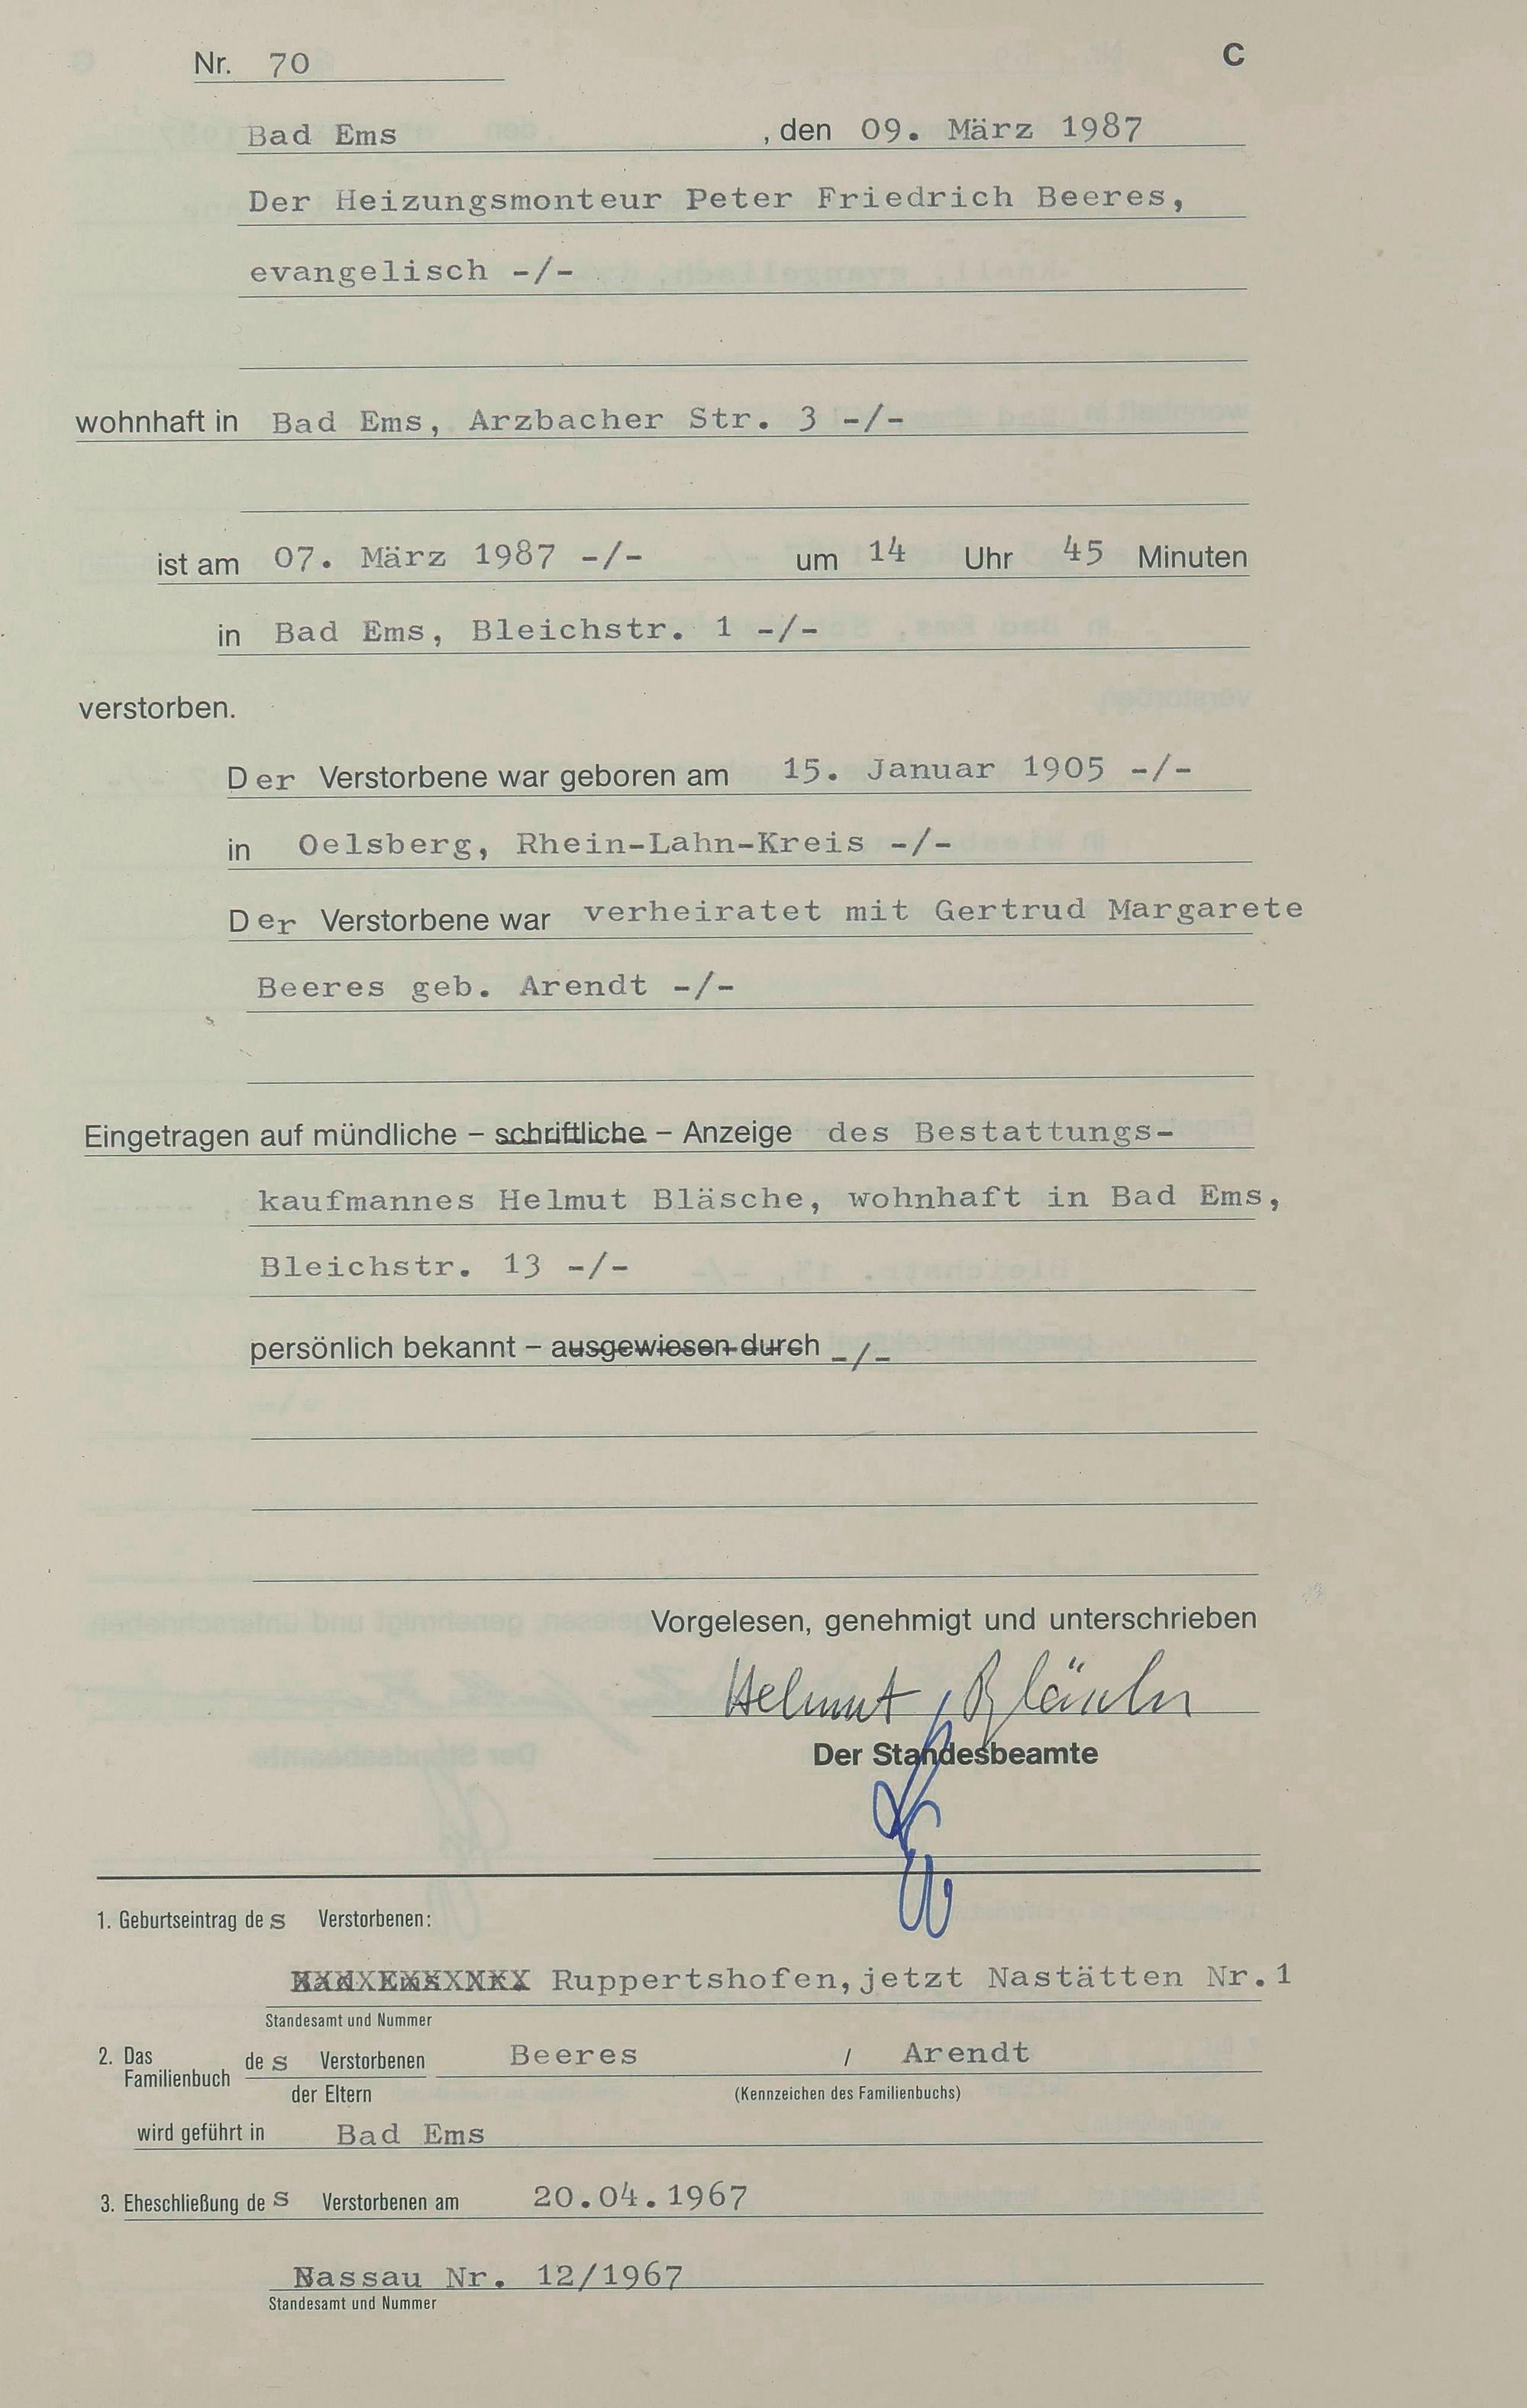 Nr. 70
C
Bad Ems , den 09. März 1987
Der Heizungsmonteur Peter Friedrich Beeres,
evangelisch -/-
wohnhaft in Bad Ems, Arzbacher Str. 3 -/-
ist am 07. März 1987 -/- um 14 Uhr 45 Minuten
in Bad Ems, Bleichstr. 1 -/-
verstorben.
Der Verstorbene war geboren am 15. Januar 1905 -/-
in Oelsberg, Rhein-Lahn-Kreis -/-
Der Verstorbene war verheiratet mit Gertrud Margarete
Beeres geb. Arendt -/-
Eingetragen auf mündliche – schriftliche – Anzeige des Bestattungs-
kaufmannes Helmut Bläsche, wohnhaft in Bad Ems,
Bleichstr. 13 -/-
persönlich bekannt – ausgewiesen durch -/-
Vorgelesen, genehmigt und unterschrieben
Helmut Bläsche
Der Standesbeamte
1. Geburtseintrag des Verstorbenen:
Ruppertshofen,jetzt Nastätten Nr.1
Standesamt und Nummer
2. Das Familienbuch des Verstorbenen Beeres / Arendt
der Eltern (Kennzeichen des Familienbuchs)
wird geführt in Bad Ems
3. Eheschließung des Verstorbenen am 20.04.1967
Nassau Nr. 12/1967
Standesamt und Nummer